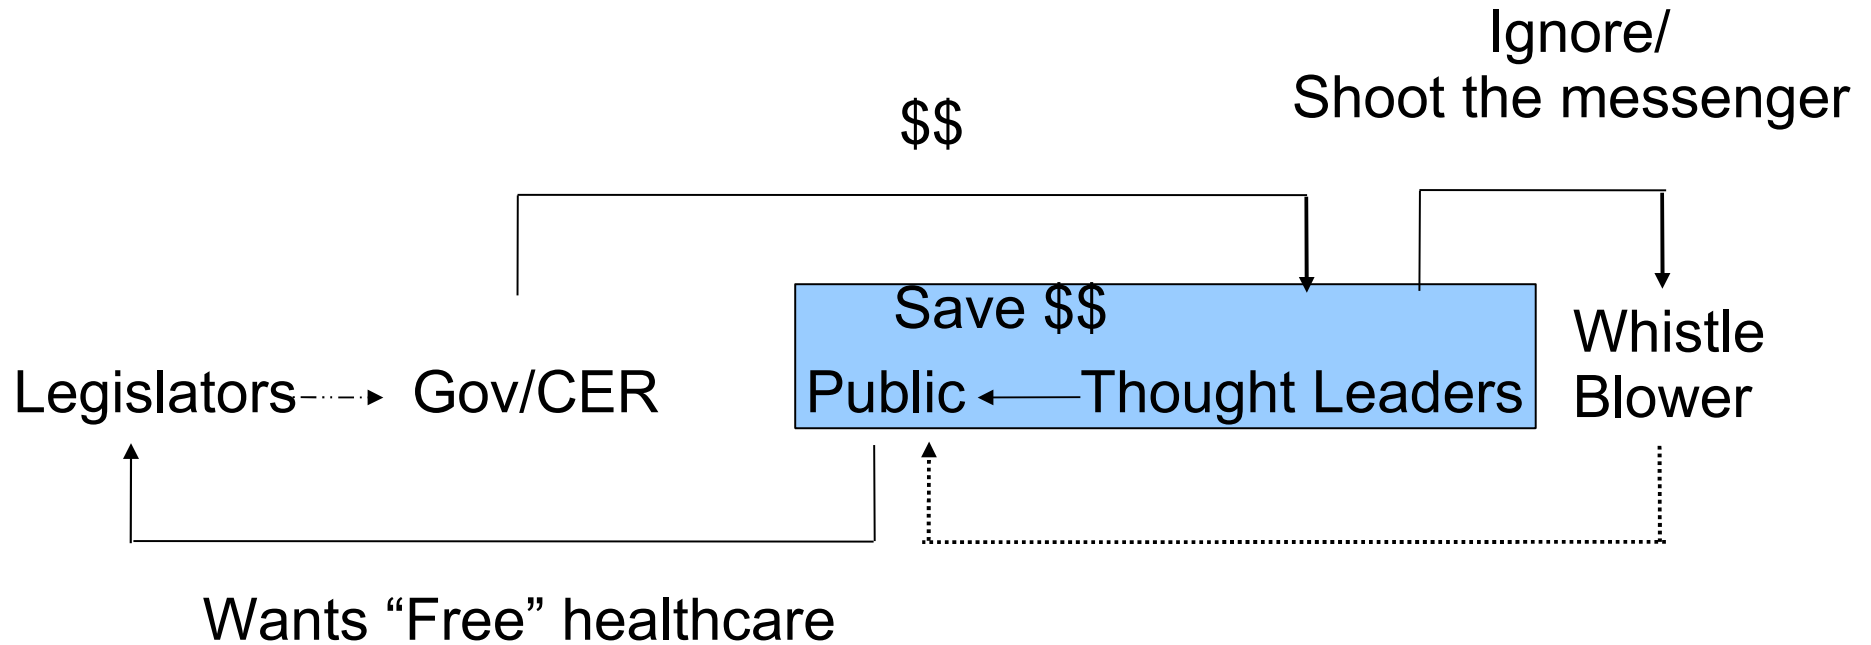 Ignore/
Shoot the messenger
$$
Save $$
Legislators
Gov/CER
Public
Thought Leaders
Whistle
Blower
Wants “Free” healthcare